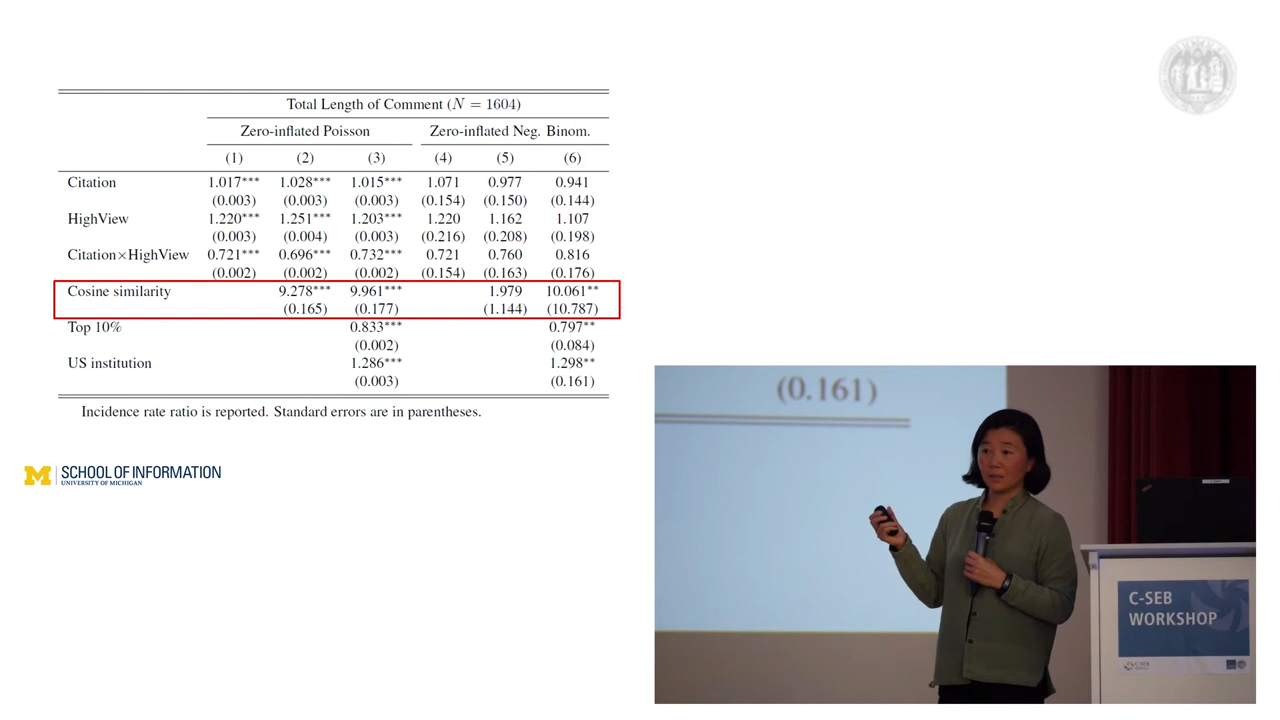 Total Length of Comment (N = 1604)
Zero-inflated Poisson Zero-inflated Neg. Binom.
(1) (2) (3) (4) (5) (6)
Citation 1.017*** 1.028*** 1.015*** 1.071 0.977 0.941
(0.003) (0.003) (0.003) (0.154) (0.150) (0.144)
HighView 1.220*** 1.251*** 1.203*** 1.220 1.162 1.107
(0.003) (0.004) (0.003) (0.216) (0.208) (0.198)
Citation×HighView 0.721*** 0.696*** 0.732*** 0.721 0.760 0.816
(0.002) (0.002) (0.002) (0.154) (0.163) (0.176)
Cosine similarity 9.278*** 9.961*** 1.979 10.061**
(0.165) (0.177) (1.144) (10.787)
Top 10% 0.833*** 0.797**
(0.002) (0.084)
US institution 1.286*** 1.298**
(0.003) (0.161)
Incidence rate ratio is reported. Standard errors are in parentheses.
M SCHOOL OF INFORMATION
UNIVERSITY OF MICHIGAN
(0.161)
C-SEB
WORKSHOP
C-SEB